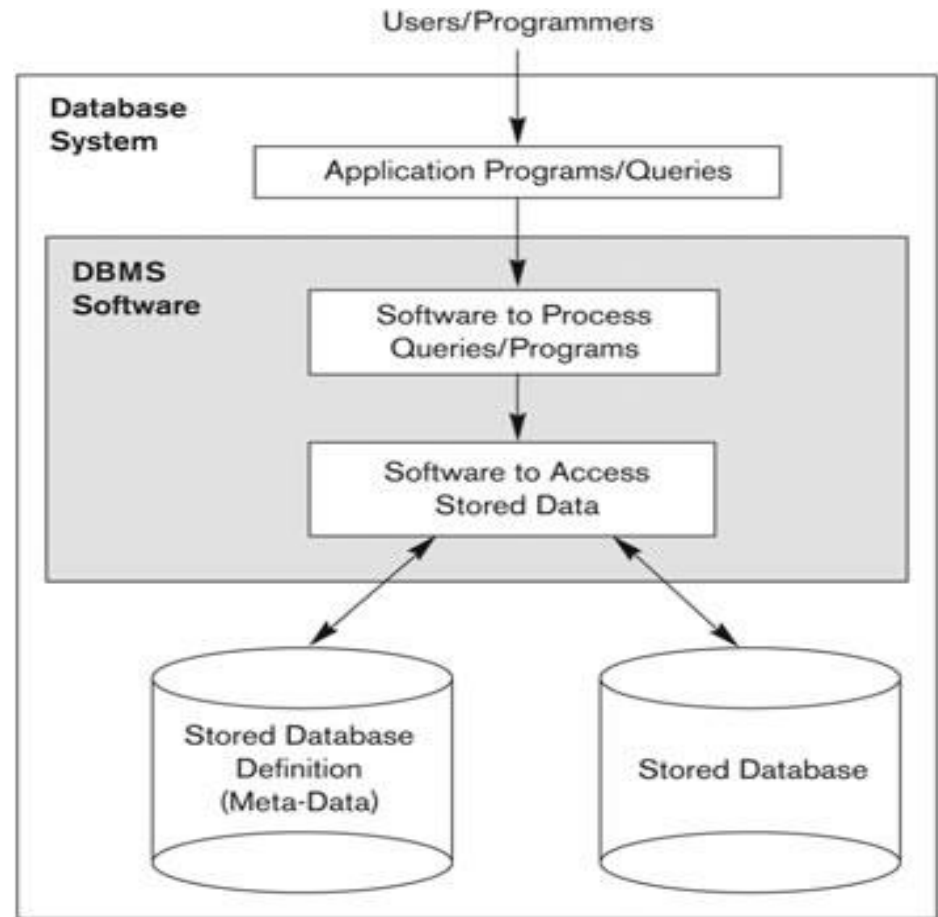 Users/Programmers
Database
System
Application Programs/Queries
DBMS
Software
Software to Process
Queries/Programs
Software to Access
Stored Data
Stored Database
Definition
(Meta-Data)
Stored Database